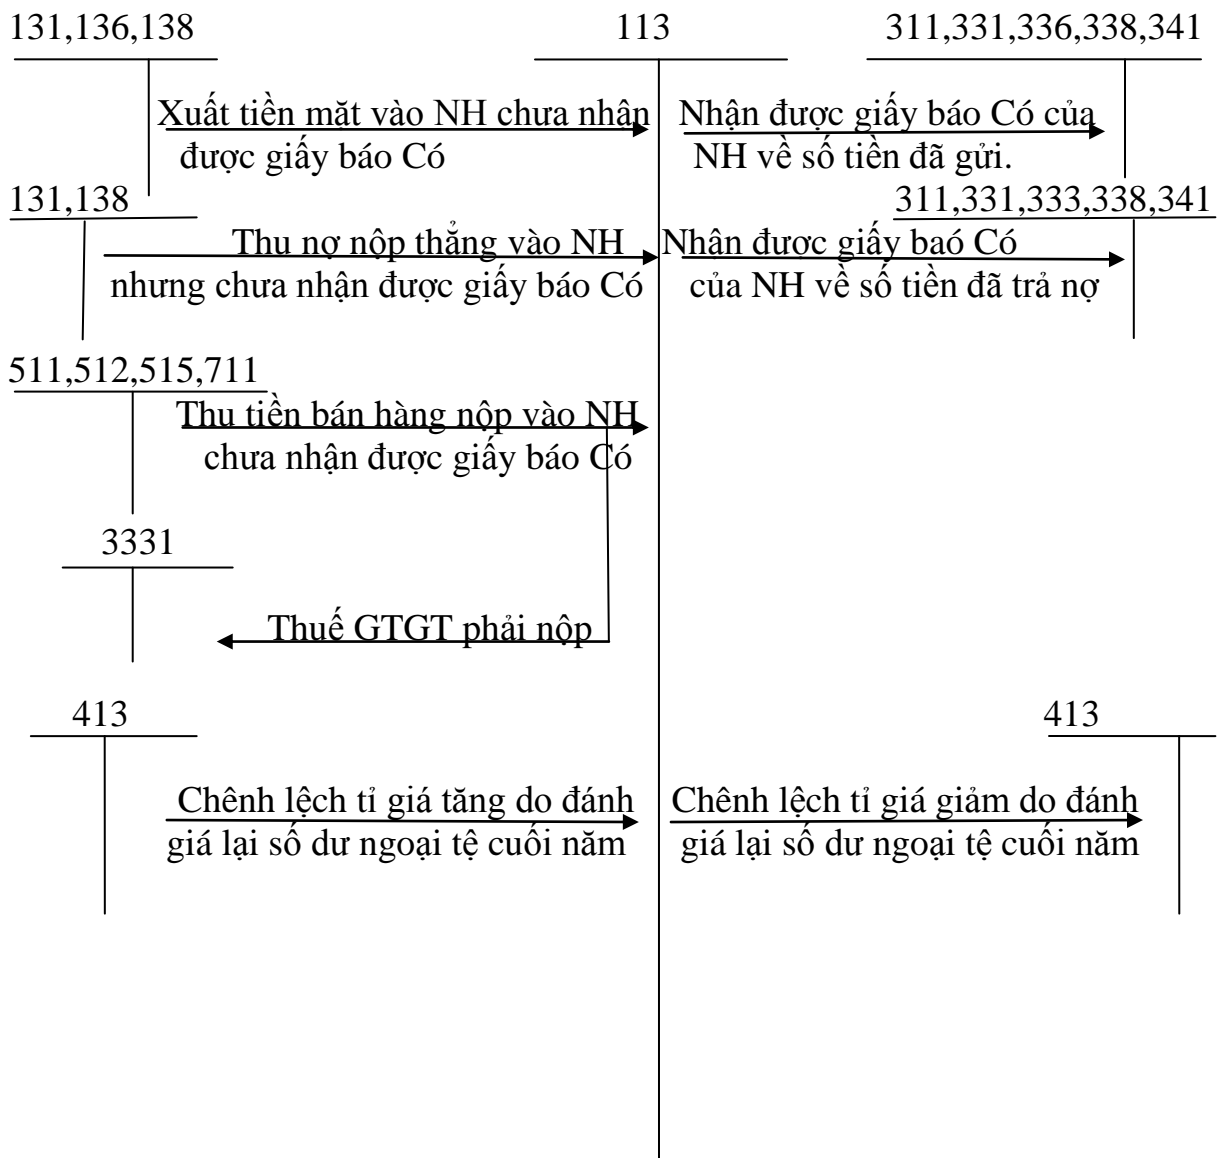 131,136,138
113
311,331,336,338,341
Xuất tiền mặt vào NH chưa nhận
được giấy báo Có
Nhận được giấy báo Có của
NH về số tiền đã gửi.
131,138
311,331,333,338,341
Thu nợ nộp thẳng vào NH
nhưng chưa nhận được giấy báo Có
Nhận được giấy baó Có
của NH về số tiền đã trả nợ
511,512,515,711
Thu tiền bán hàng nộp vào NH
chưa nhận được giấy báo Có
3331
Thuế GTGT phải nộp
413
413
Chênh lệch tỉ giá tăng do đánh
giá lại số dư ngoại tệ cuối năm
Chênh lệch tỉ giá giảm do đánh
giá lại số dư ngoại tệ cuối năm